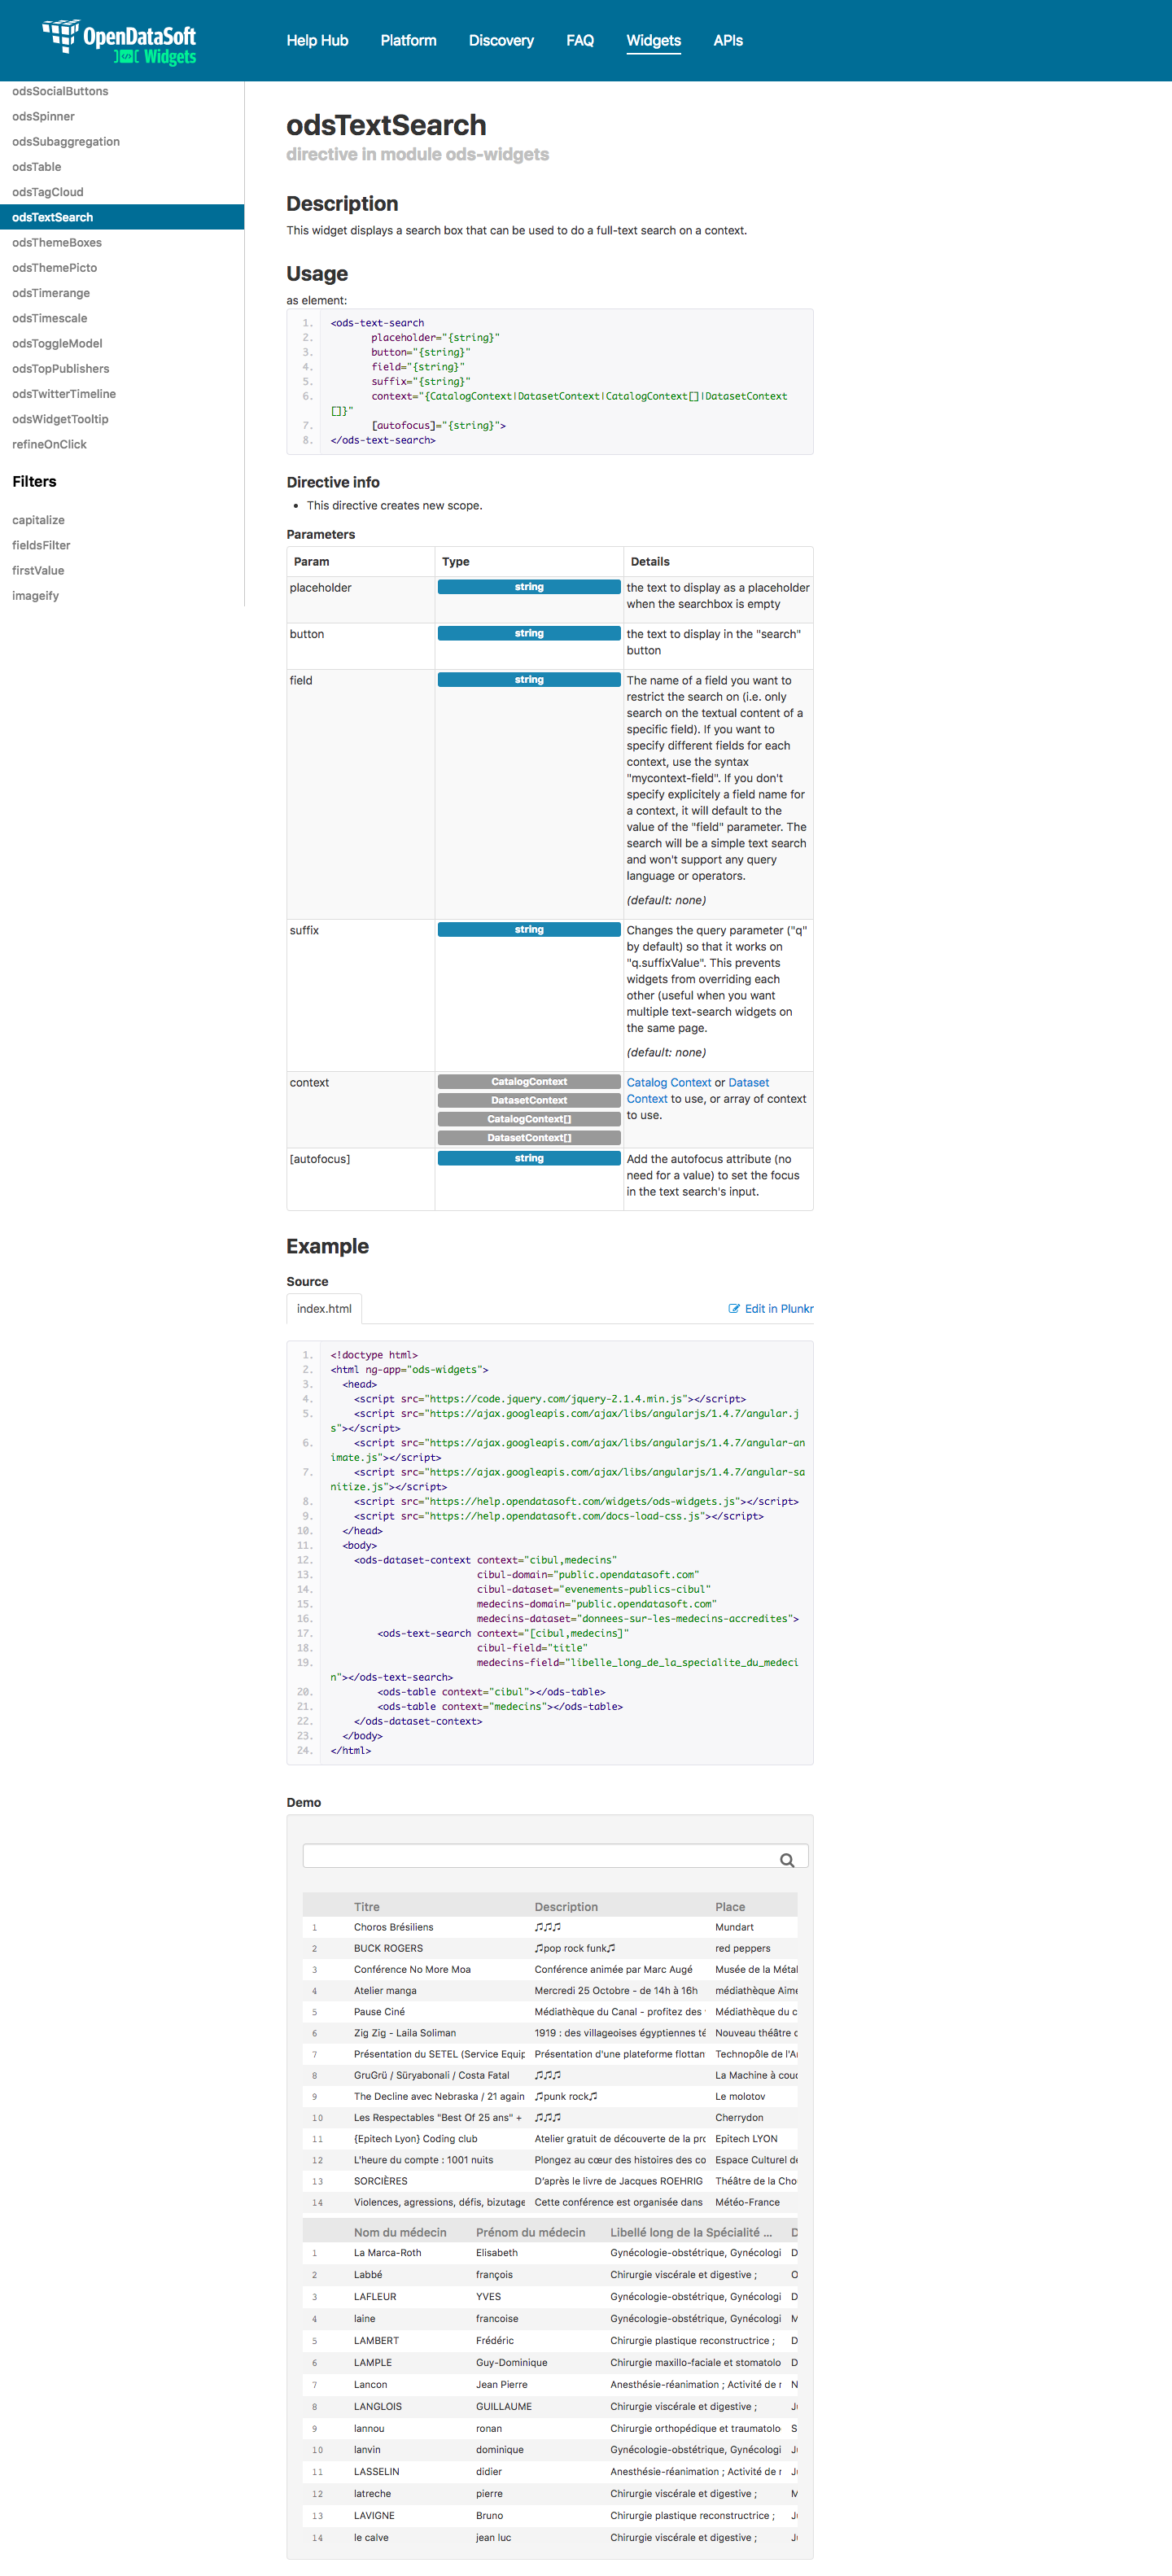 OpenDataSoft
Widgets
Help Hub
Platform
Discovery
FAQ
Widgets
APIs
odsSocialButtons
odsSpinner
odsSubaggregation
odsTable
odsTagCloud
odsTextSearch
odsThemeBoxes
odsThemePicto
odsTimerange
odsTimescale
odsToggleModel
odsTopPublishers
odsTwitterTimeline
odsWidgetTooltip
refineOnClick
Filters
capitalize
fieldsFilter
firstValue
imageify
odsTextSearch
directive in module ods-widgets
Description
This widget displays a search box that can be used to do a full-text search on a context.
Usage
as element:
1. <ods-text-search
2. placeholder="{string}"
3. button="{string}"
4. field="{string}"
5. suffix="{string}"
6. context="{CatalogContext|DatasetContext|CatalogContext[]|DatasetContext
[]}"
7. [autofocus]="{string}">
8. </ods-text-search>
Directive info
• This directive creates new scope.
Parameters
Param Type Details
placeholder string the text to display as a placeholder
when the searchbox is empty
button string the text to display in the "search"
button
field string The name of a field you want to
restrict the search on (i.e. only
search on the textual content of a
specific field). If you want to
specify different fields for each
context, use the syntax
"mycontext-field". If you don't
specify explicitely a field name for
a context, it will default to the
value of the "field" parameter. The
search will be a simple text search
and won't support any query
language or operators.
(default: none)
suffix string Changes the query parameter ("q"
by default) so that it works on
"q.suffixValue". This prevents
widgets from overriding each
other (useful when you want
multiple text-search widgets on
the same page.
(default: none)
context CatalogContext Catalog Context or Dataset
DatasetContext Context to use, or array of context
CatalogContext[] to use.
DatasetContext[]
[autofocus] string Add the autofocus attribute (no
need for a value) to set the focus
in the text search's input.
Example
Source
index.html
Edit in Plunkr
1. <!doctype html>
2. <html ng-app="ods-widgets">
3. <head>
4. <script src="https://code.jquery.com/jquery-2.1.4.min.js"></script>
5. <script src="https://ajax.googleapis.com/ajax/libs/angularjs/1.4.7/angular.j
s"></script>
6. <script src="https://ajax.googleapis.com/ajax/libs/angularjs/1.4.7/angular-an
imate.js"></script>
7. <script src="https://ajax.googleapis.com/ajax/libs/angularjs/1.4.7/angular-sa
nitize.js"></script>
8. <script src="https://help.opendatasoft.com/widgets/ods-widgets.js"></script>
9. <script src="https://help.opendatasoft.com/docs-load-css.js"></script>
10. </head>
11. <body>
12. <ods-dataset-context context="cibul,medecins"
13. cibul-domain="public.opendatasoft.com"
14. cibul-dataset="evenements-publics-cibul"
15. medecins-domain="public.opendatasoft.com"
16. medecins-dataset="donnees-sur-les-medecins-accredites">
17. <ods-text-search context="[cibul,medecins]"
18. cibul-field="title"
19. medecins-field="libelle_long_de_la_specialite_du_medeci
n"></ods-text-search>
20. <ods-table context="cibul"></ods-table>
21. <ods-table context="medecins"></ods-table>
22. </ods-dataset-context>
23. </body>
24. </html>
Demo
Titre Description Place
1 Choros Brésiliens ♫♫♫ Mundart
2 BUCK ROGERS ♫pop rock funk♫ red peppers
3 Conférence No More Moa Conférence animée par Marc Augé Musée de la Métal
4 Atelier manga Mercredi 25 Octobre - de 14h à 16h médiathèque Aime
5 Pause Ciné Médiathèque du Canal - profitez des Médiathèque du c
6 Zig Zig - Laila Soliman 1919 : des villageoises égyptiennes té Nouveau théâtre d
7 Présentation du SETEL (Service Equip Présentation d'une plateforme flottan Technopôle de l'A
8 GruGrü / Süryabonali / Costa Fatal ♫♫♫ La Machine à coud
9 The Decline avec Nebraska / 21 again ♫punk rock♫ Le molotov
10 Les Respectables "Best Of 25 ans" + ♫♫♫ Cherrydon
11 {Epitech Lyon} Coding club Atelier gratuit de découverte de la pro Epitech LYON
12 L'heure du compte : 1001 nuits Plongez au cœur des histoires des co Espace Culturel de
13 SORCIÈRES D'après le livre de Jacques ROEHRIG Théâtre de la Cho
14 Violences, agressions, défis, bizutage Cette conférence est organisée dans Météo-France
Nom du médecin Prénom du médecin Libellé long de la Spécialité ... D
1 La Marca-Roth Elisabeth Gynécologie-obstétrique, Gynécologi D
2 Labbé françois Chirurgie viscérale et digestive ; O
3 LAFLEUR YVES Gynécologie-obstétrique, Gynécologi D
4 laine francoise Gynécologie-obstétrique, Gynécologi M
5 LAMBERT Frédéric Chirurgie plastique reconstructrice ; D
6 LAMPLE Guy-Dominique Chirurgie maxillo-faciale et stomatolo D
7 Lancon Jean Pierre Anesthésie-réanimation ; Activité de r N
8 LANGLOIS GUILLAUME Chirurgie viscérale et digestive ; Ju
9 lannou ronan Chirurgie orthopédique et traumatolo S
10 lanvin dominique Gynécologie-obstétrique, Gynécologi Ju
11 LASSELIN didier Anesthésie-réanimation ; Activité de r Ju
12 latreche pierre Chirurgie viscérale et digestive ; M
13 LAVIGNE Bruno Chirurgie plastique reconstructrice ; Ju
14 le calve jean luc Chirurgie viscérale et digestive ; Ju